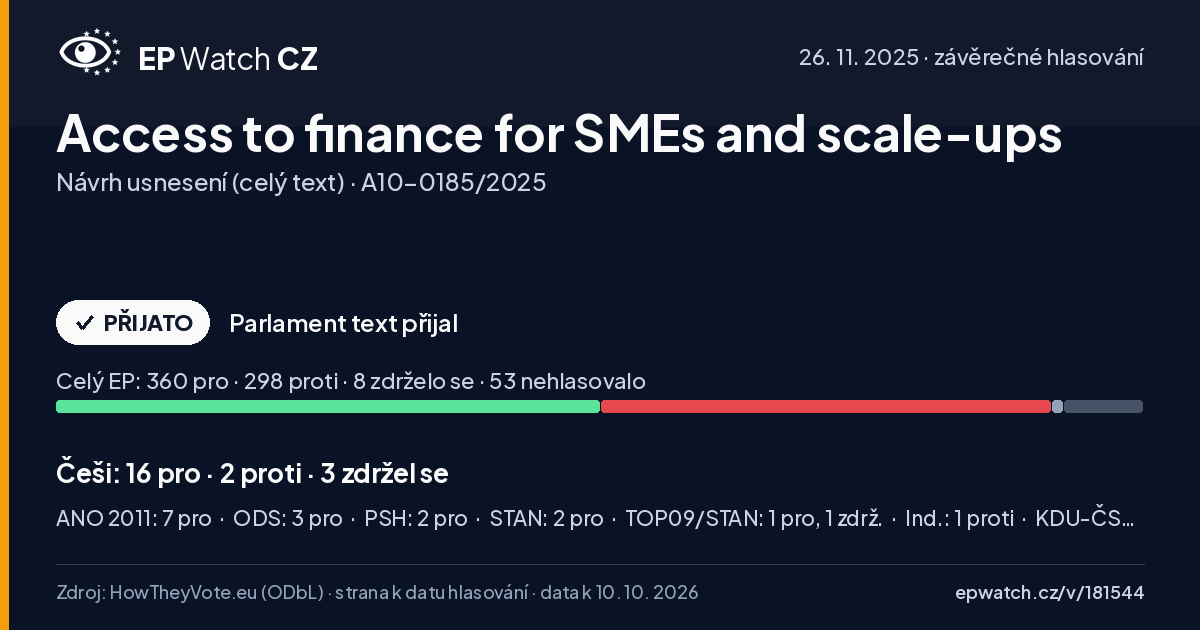 EP Watch CZ
26. 11. 2025 · závěrečné hlasování
Access to finance for SMEs and scale-ups
Návrh usnesení (celý text) · A10-0185/2025
✓ PŘIJATO
Parlament text přijal
Celý EP: 360 pro · 298 proti · 8 zdrželo se · 53 nehlasovalo
Češi: 16 pro · 2 proti · 3 zdržel se
ANO 2011: 7 pro · ODS: 3 pro · PSH: 2 pro · STAN: 2 pro · TOP09/STAN: 1 pro, 1 zdrž. · Ind.: 1 proti · KDU-ČS…
Zdroj: HowTheyVote.eu (ODbL) · strana k datu hlasování · data k 10. 10. 2026
epwatch.cz/v/181544